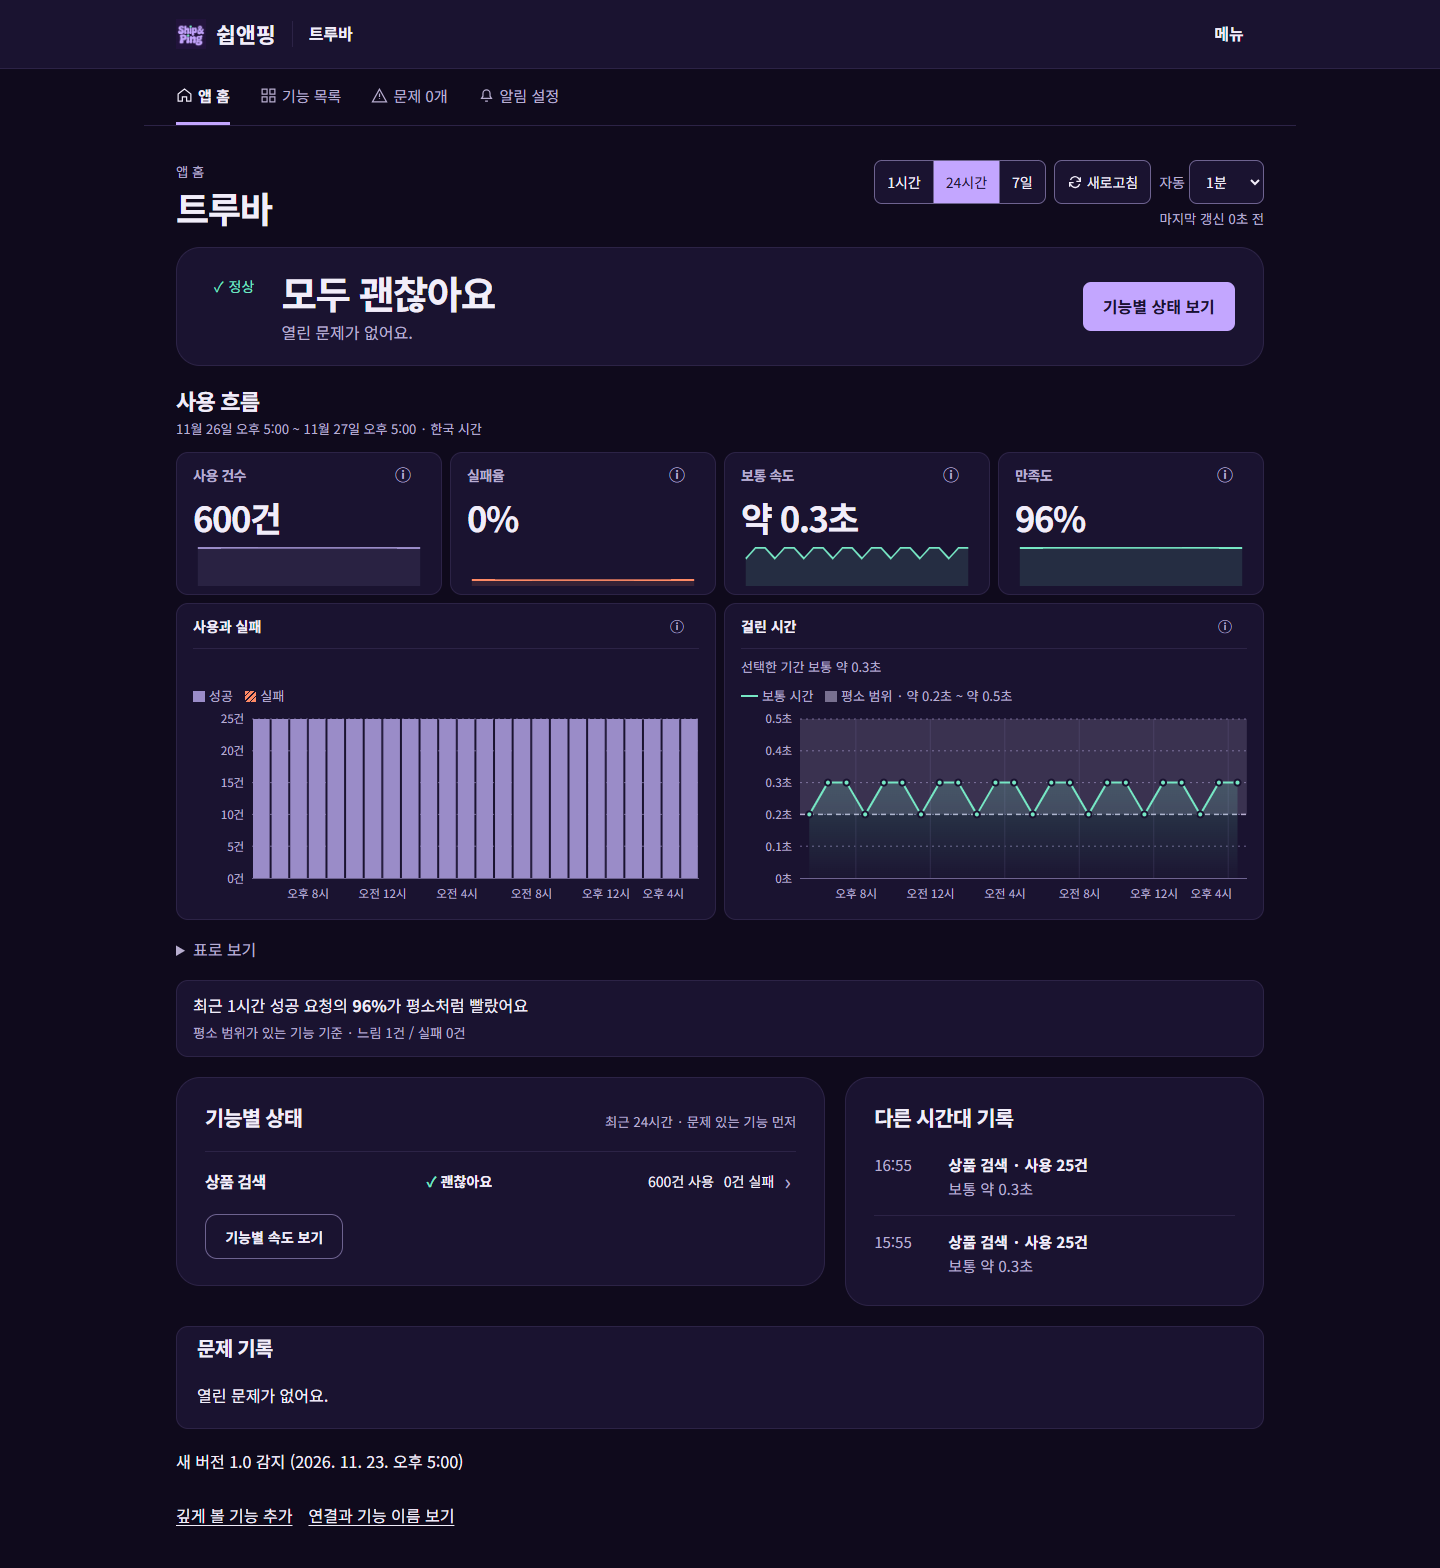 Ship& Ping 쉽앤핑 트루바 메뉴
앱 홈 기능 목록 문제 0개 알림 설정
앱 홈
트루바
1시간 24시간 7일 새로고침 자동 1분
마지막 갱신 0초 전
✓ 정상 모두 괜찮아요
열린 문제가 없어요.
기능별 상태 보기
사용 흐름
11월 26일 오후 5:00 ~ 11월 27일 오후 5:00 · 한국 시간
사용 건수
600건
실패율
0%
보통 속도
약 0.3초
만족도
96%
사용과 실패
성공 실패
25건
20건
15건
10건
5건
0건
오후 8시 오전 12시 오전 4시 오전 8시 오후 12시 오후 4시
걸린 시간
선택한 기간 보통 약 0.3초
보통 시간 평소 범위 · 약 0.2초 ~ 약 0.5초
0.5초
0.4초
0.3초
0.2초
0.1초
0초
오후 8시 오전 12시 오전 4시 오전 8시 오후 12시 오후 4시
▶ 표로 보기
최근 1시간 성공 요청의 96%가 평소처럼 빨랐어요
평소 범위가 있는 기능 기준 · 느림 1건 / 실패 0건
기능별 상태 최근 24시간 · 문제 있는 기능 먼저
상품 검색 ✓ 괜찮아요 600건 사용 0건 실패 ›
기능별 속도 보기
다른 시간대 기록
16:55 상품 검색 · 사용 25건
보통 약 0.3초
15:55 상품 검색 · 사용 25건
보통 약 0.3초
문제 기록
열린 문제가 없어요.
새 버전 1.0 감지 (2026. 11. 23. 오후 5:00)
깊게 볼 기능 추가 연결과 기능 이름 보기